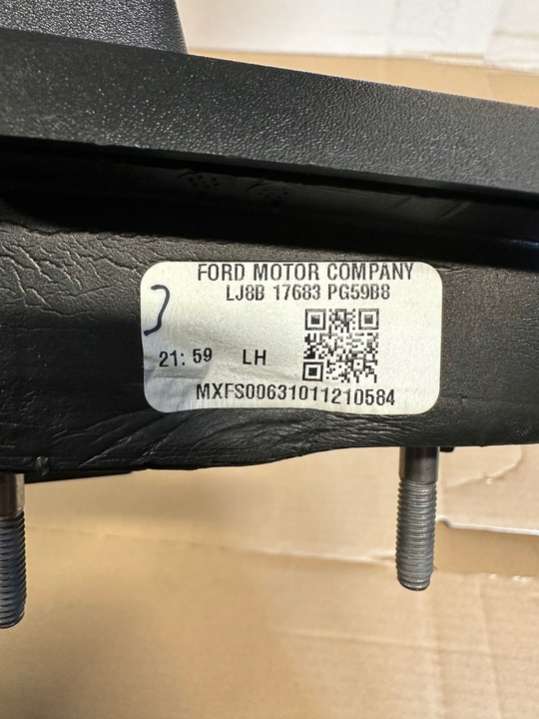 FORD MOTOR COMPANY
LJ8B 17683 PG59B8
21: 59 LH
MXFS00631011210584